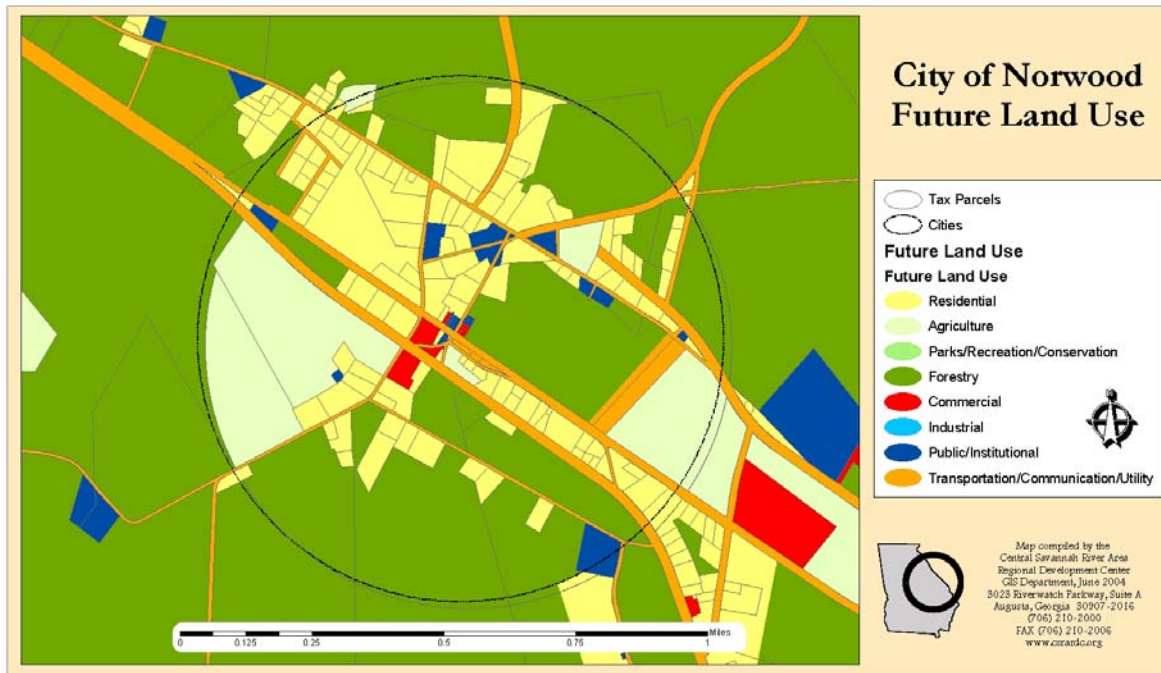 City of Norwood
Future Land Use
Tax Parcels
Cities
Future Land Use
Future Land Use
Residential
Agriculture
Parks/Recreation/Conservation
Forestry
Commercial
Industrial
Public/Institutional
Transportation/Communication/Utility
Map compiled by the
Central Savannah River Area
Regional Development Center
GIS Department, June 2004
3023 Riverwatch Parkway, Suite A
Augusta, Georgia 30907-2016
(706) 210-2000
FAX (706) 210-2006
www.csrardc.org
Miles
0 0.125 0.25 0.5 0.75 1